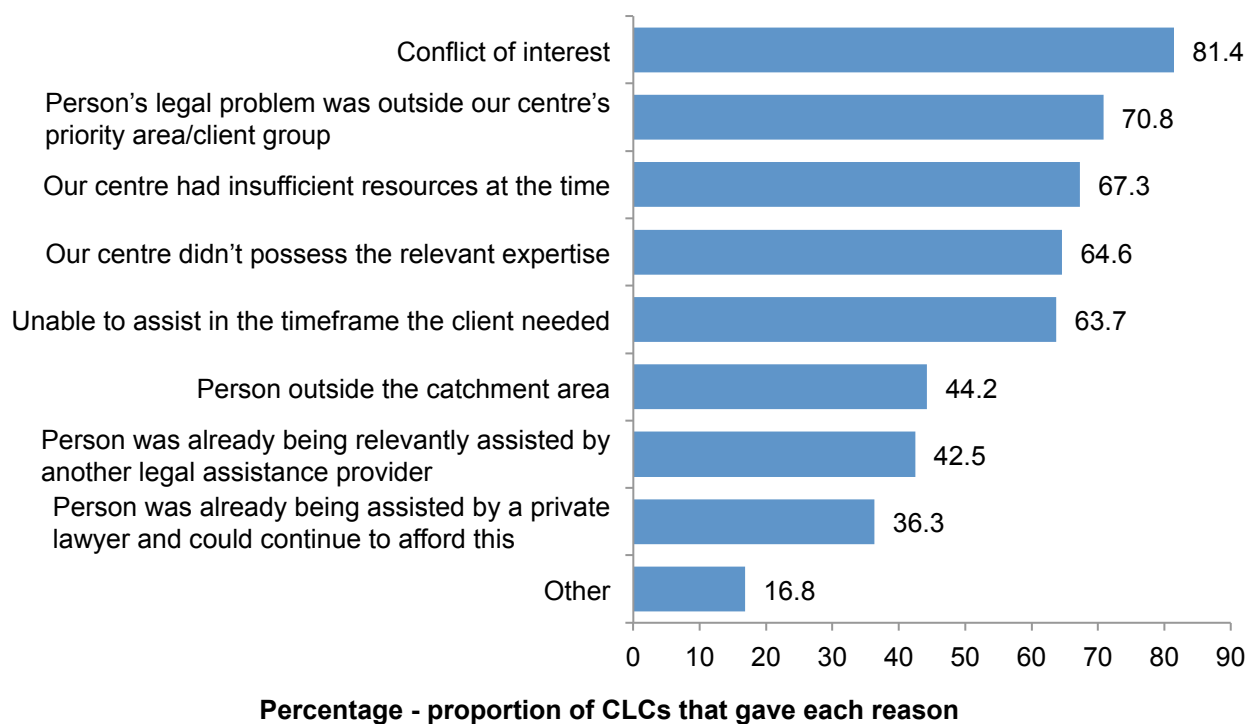 Conflict of interest
81.4
Person’s legal problem was outside our centre’s
priority area/client group
70.8
Our centre had insufficient resources at the time
67.3
Our centre didn’t possess the relevant expertise
64.6
Unable to assist in the timeframe the client needed
63.7
Person outside the catchment area
44.2
Person was already being relevantly assisted by
another legal assistance provider
42.5
Person was already being assisted by a private
lawyer and could continue to afford this
36.3
Other
16.8
0 10 20 30 40 50 60 70 80 90
Percentage - proportion of CLCs that gave each reason